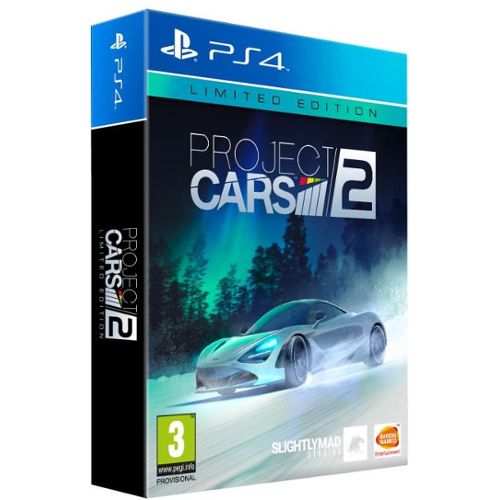 PS4
PS4™
LIMITED EDITION
PROJECT
CARS 2
PROJECT
CARS 2
LIMITED EDITION
3
www.pegi.info
PROVISIONAL
SLIGHTLYMAD
STUDIOS
BANDAI
NAMCO
Entertainment